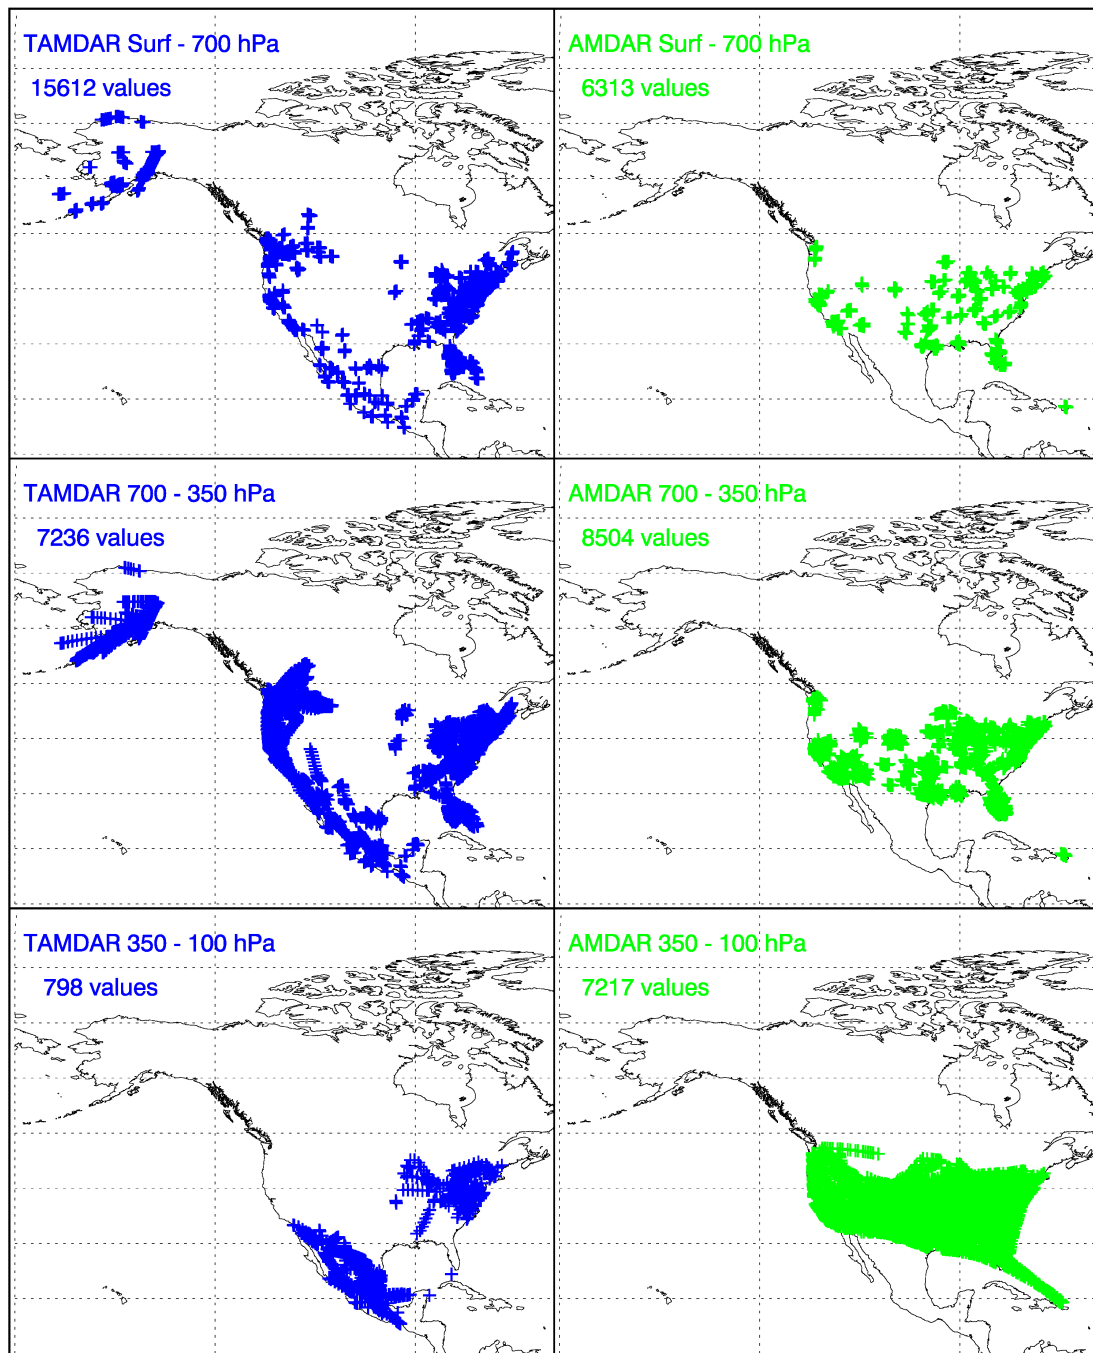 TAMDAR Surf - 700 hPa
15612 values
AMDAR Surf - 700 hPa
6313 values
TAMDAR 700 - 350 hPa
7236 values
AMDAR 700 - 350 hPa
8504 values
TAMDAR 350 - 100 hPa
798 values
AMDAR 350 - 100 hPa
7217 values